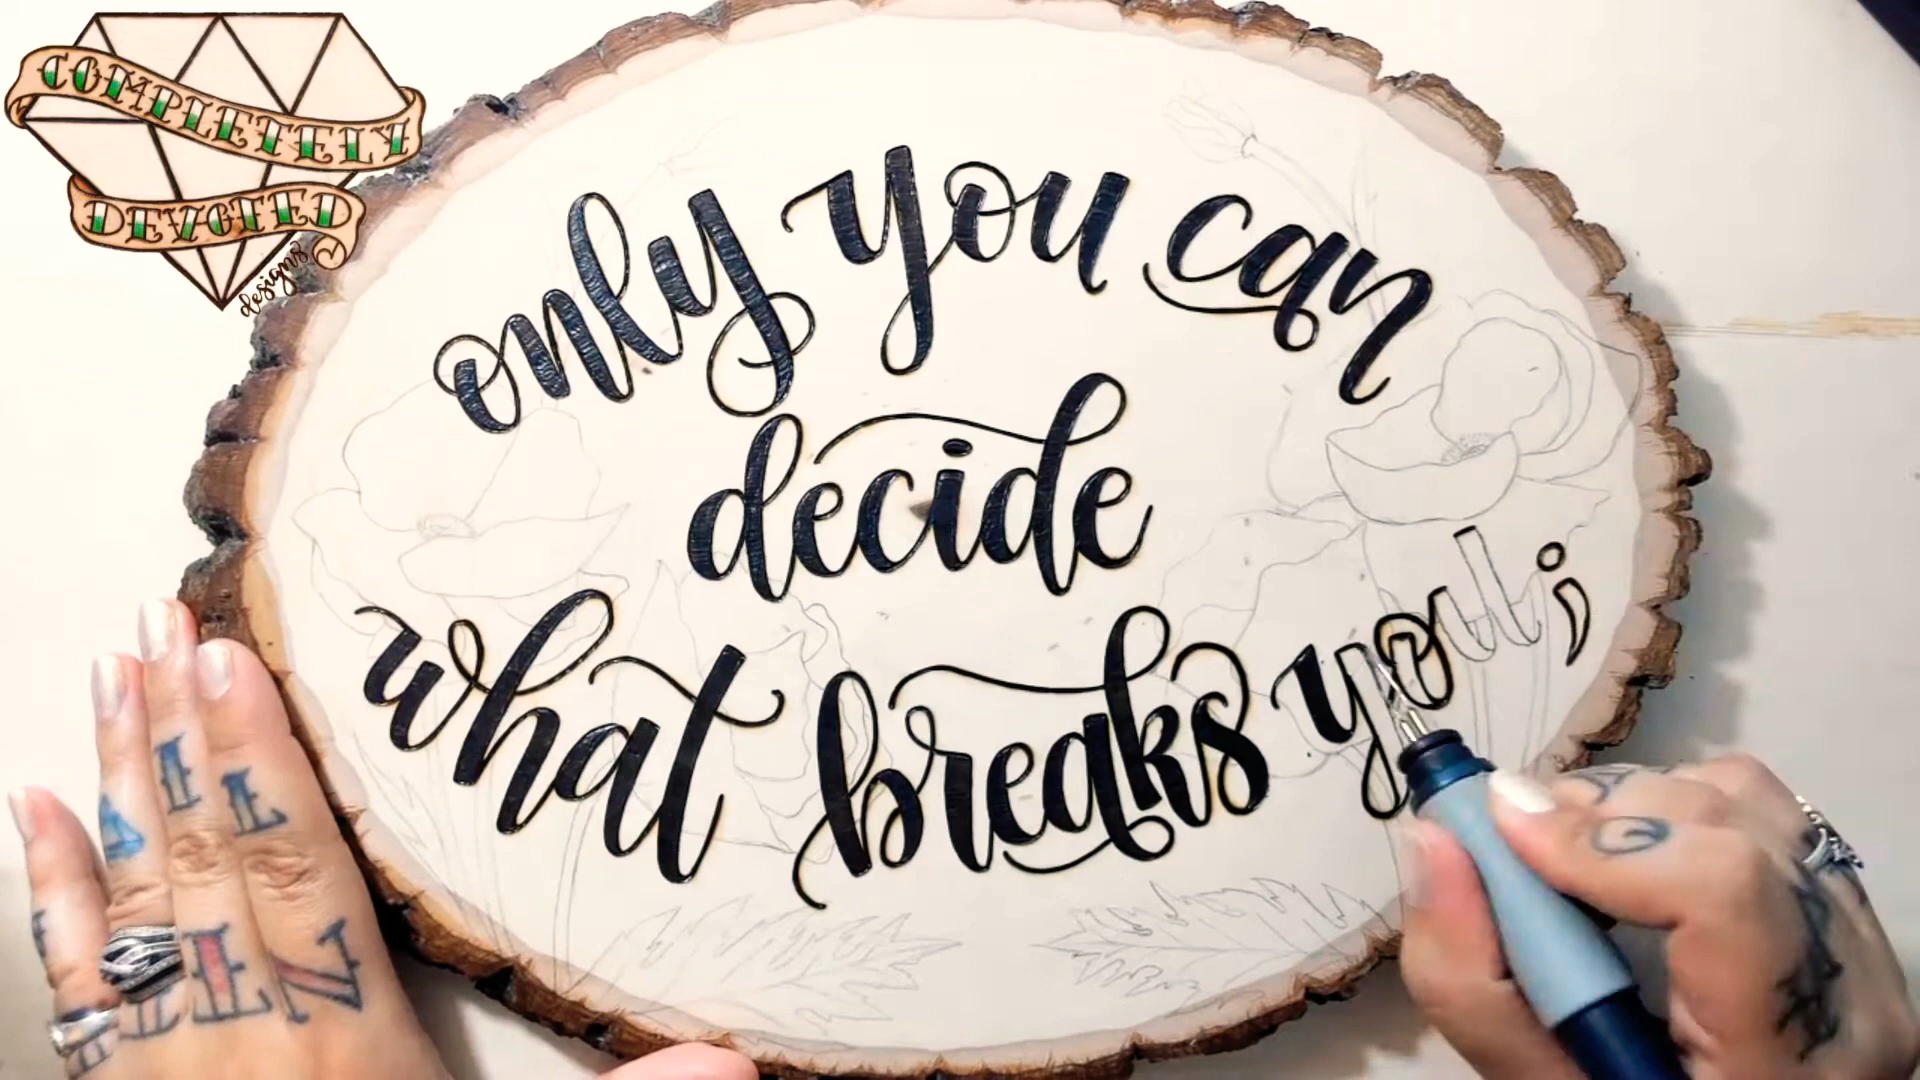 COMPLETELY
DEVOTED
designs
only you can
decide
what breaks you;